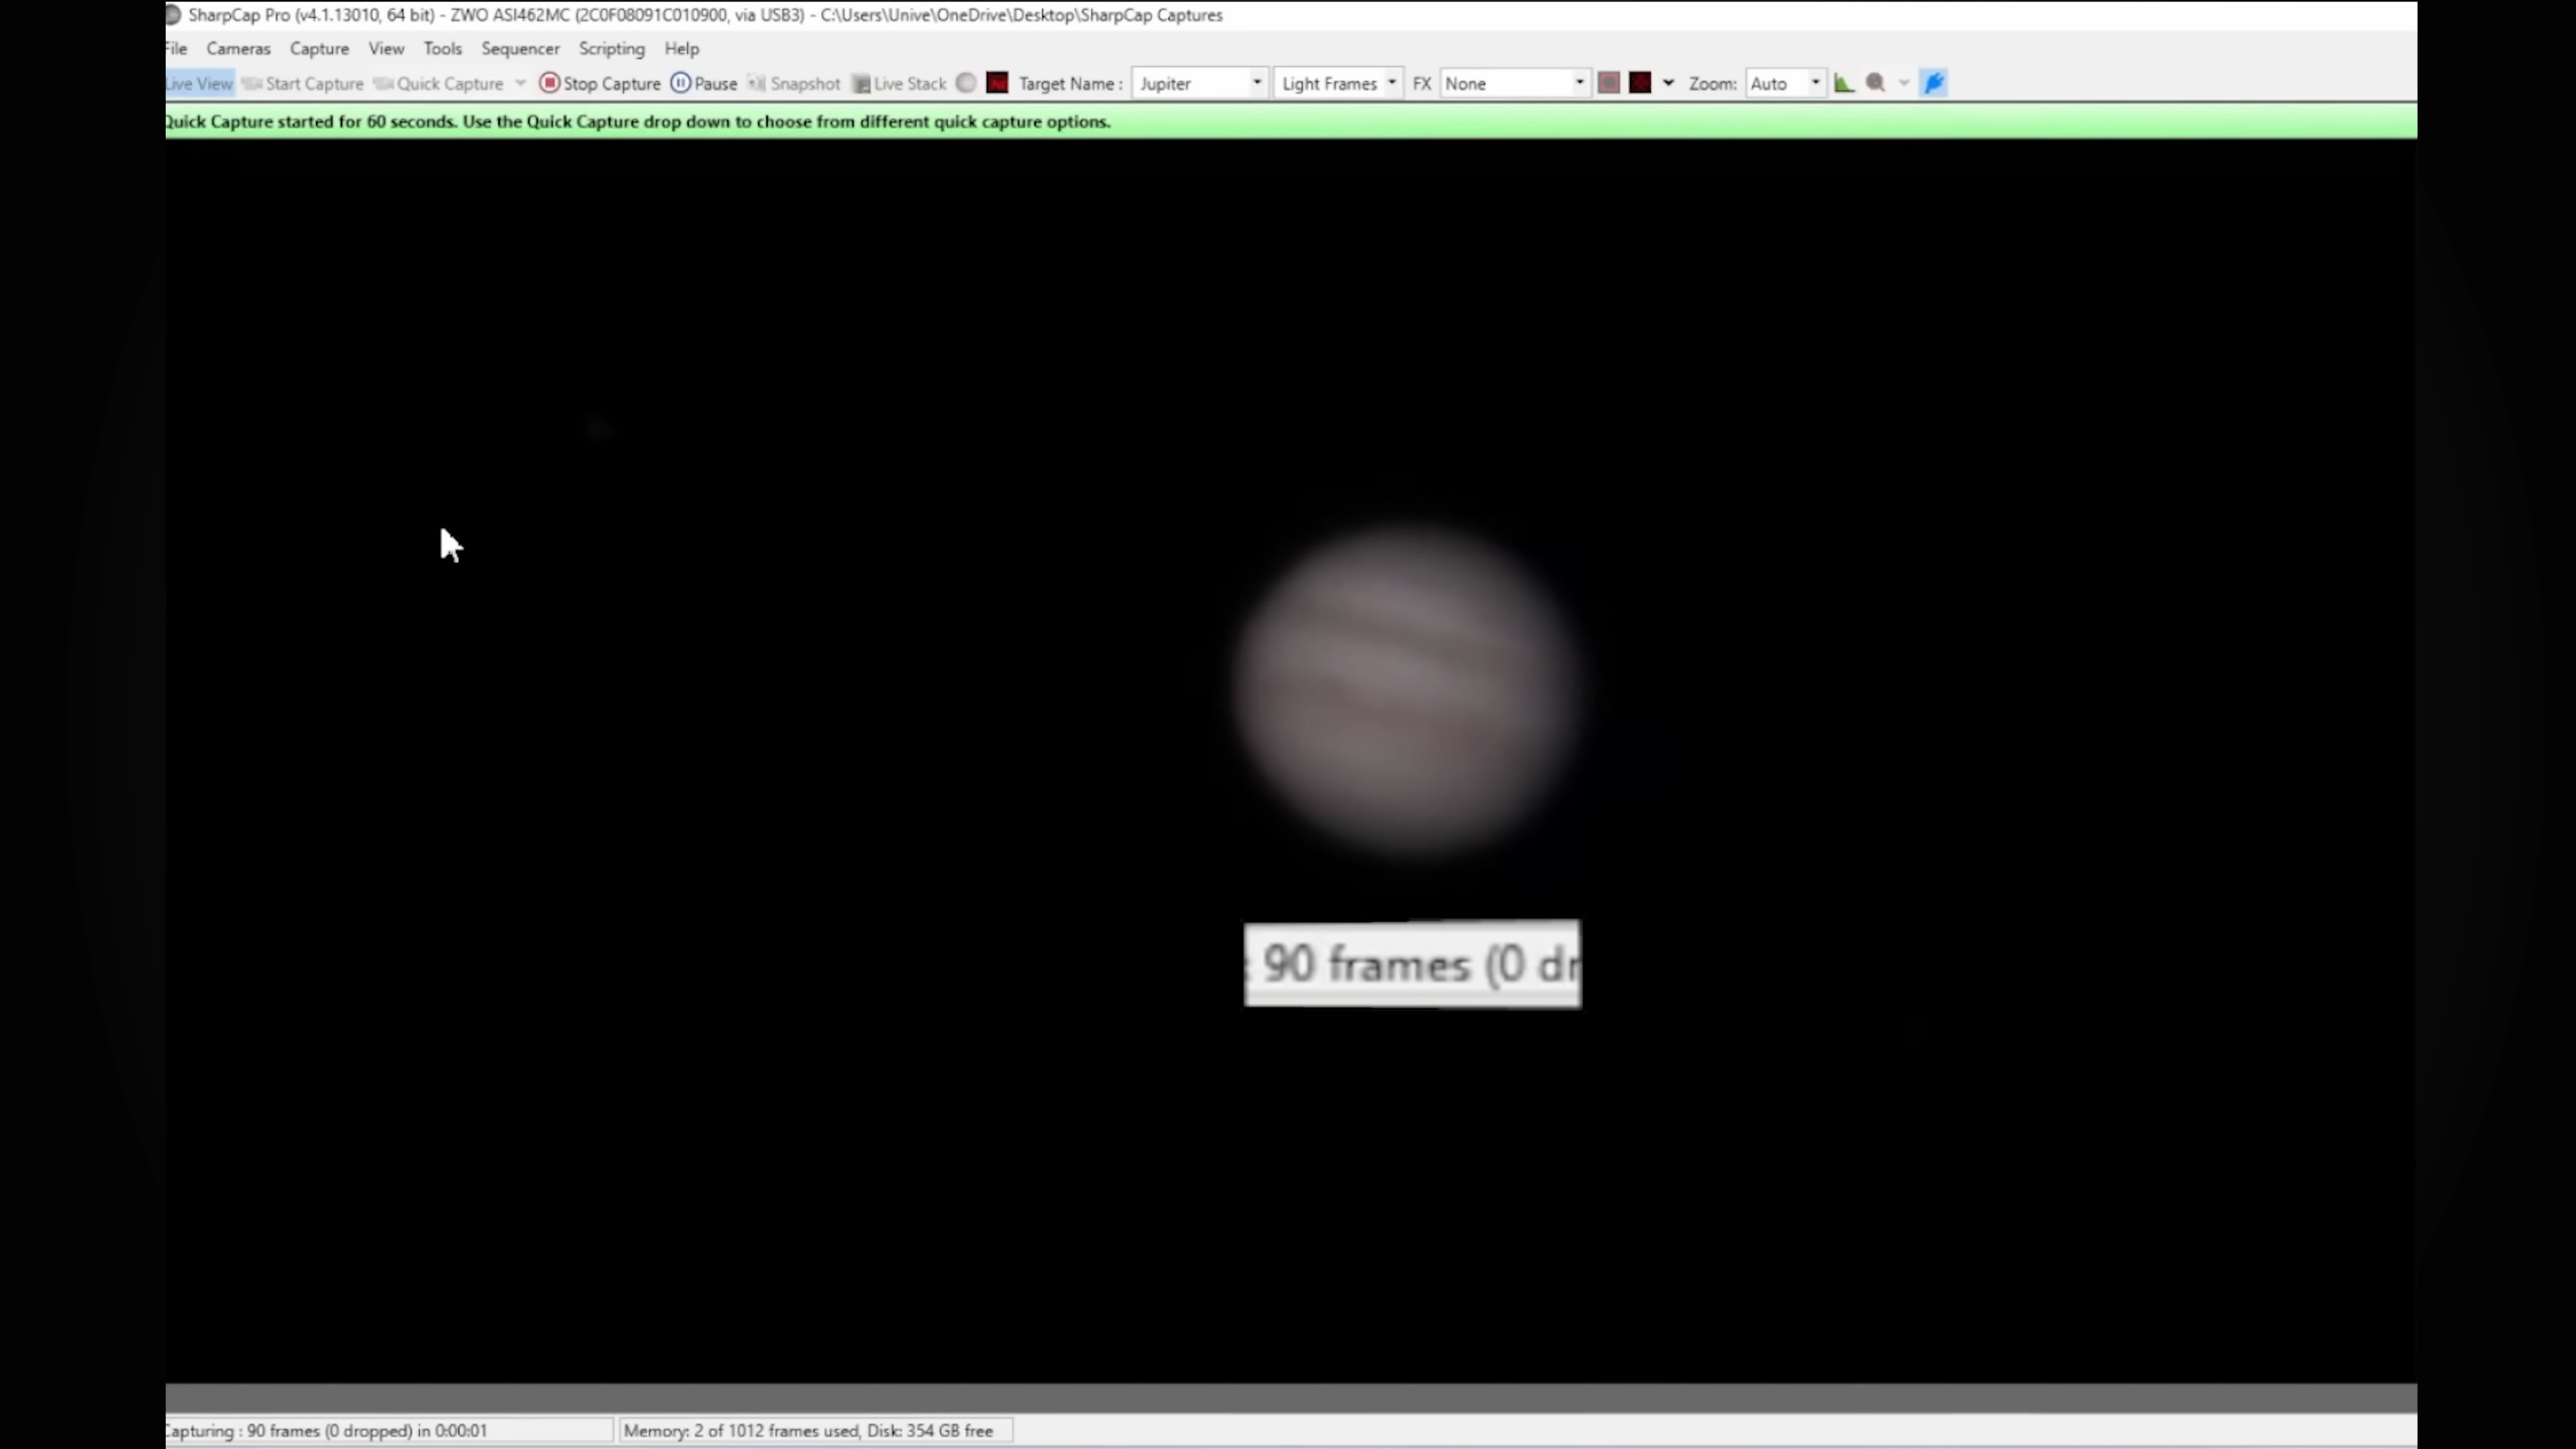 SharpCap Pro (v4.1.13010, 64 bit) - ZWO ASI462MC (2C0F08091C010900, via USB3) - C:\Users\Unive\OneDrive\Desktop\SharpCap Captures
File Cameras Capture View Tools Sequencer Scripting Help
Live View Start Capture Quick Capture Stop Capture Pause Snapshot Live Stack Target Name : Jupiter Light Frames FX None Zoom: Auto
Quick Capture started for 60 seconds. Use the Quick Capture drop down to choose from different quick capture options.
: 90 frames (0 dr
Capturing : 90 frames (0 dropped) in 0:00:01 Memory: 2 of 1012 frames used, Disk: 354 GB free